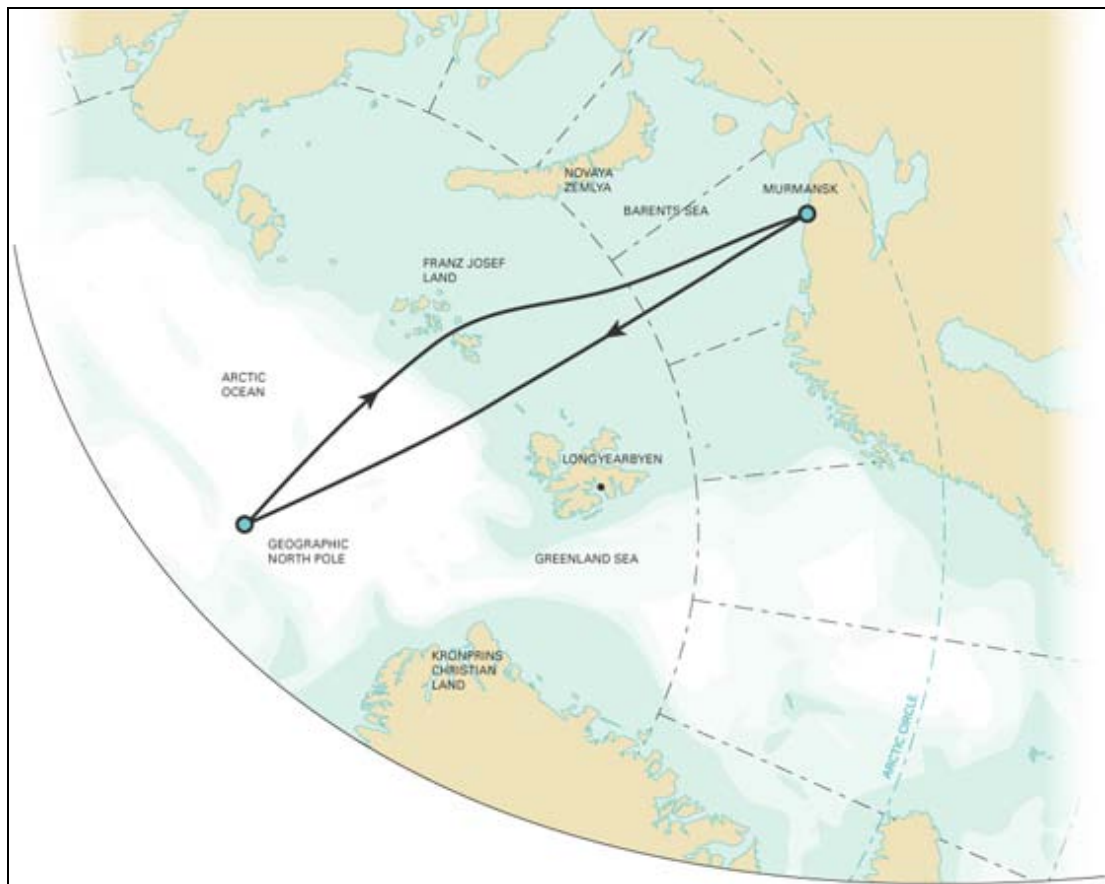 NOVAYA
ZEMLYA
MURMANSK
BARENTS SEA
FRANZ JOSEF
LAND
ARCTIC
OCEAN
LONGYEARBYEN
GEOGRAPHIC
NORTH POLE
GREENLAND SEA
KRONPRINS
CHRISTIAN
LAND
ARCTIC CIRCLE